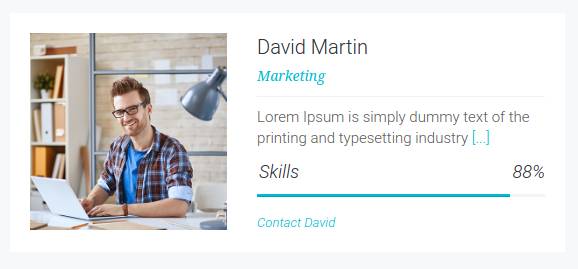 David Martin
Marketing
Lorem Ipsum is simply dummy text of the
printing and typesetting industry [...]
Skills 88%
Contact David